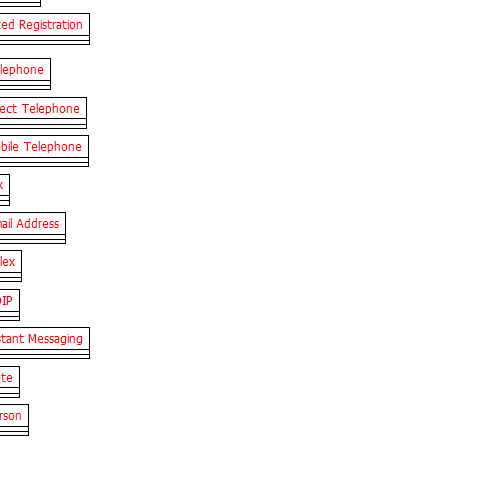 ed Registration
lephone
ect Telephone
bile Telephone
x
ail Address
lex
IP
tant Messaging
te
rson